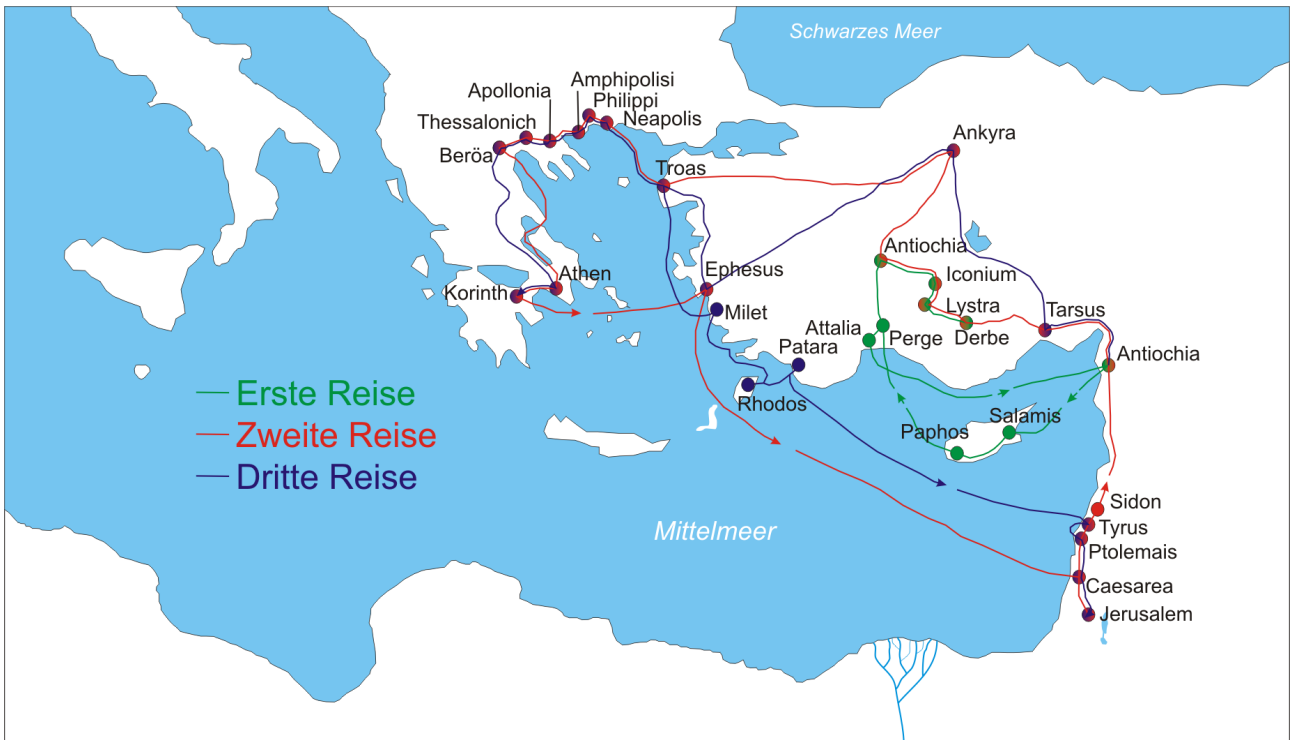 Schwarzes Meer
Amphipolisi
Apollonia
Philippi
Thessalonich
Neapolis
Beröa
Ankyra
Troas
Antiochia
Ephesus
Athen
Iconium
Korinth
Lystra
Milet
Tarsus
Attalia
Perge
Derbe
Patara
Antiochia
Erste Reise
Rhodos
Salamis
Paphos
Zweite Reise
Dritte Reise
Sidon
Mittelmeer
Tyrus
Ptolemais
Caesarea
Jerusalem